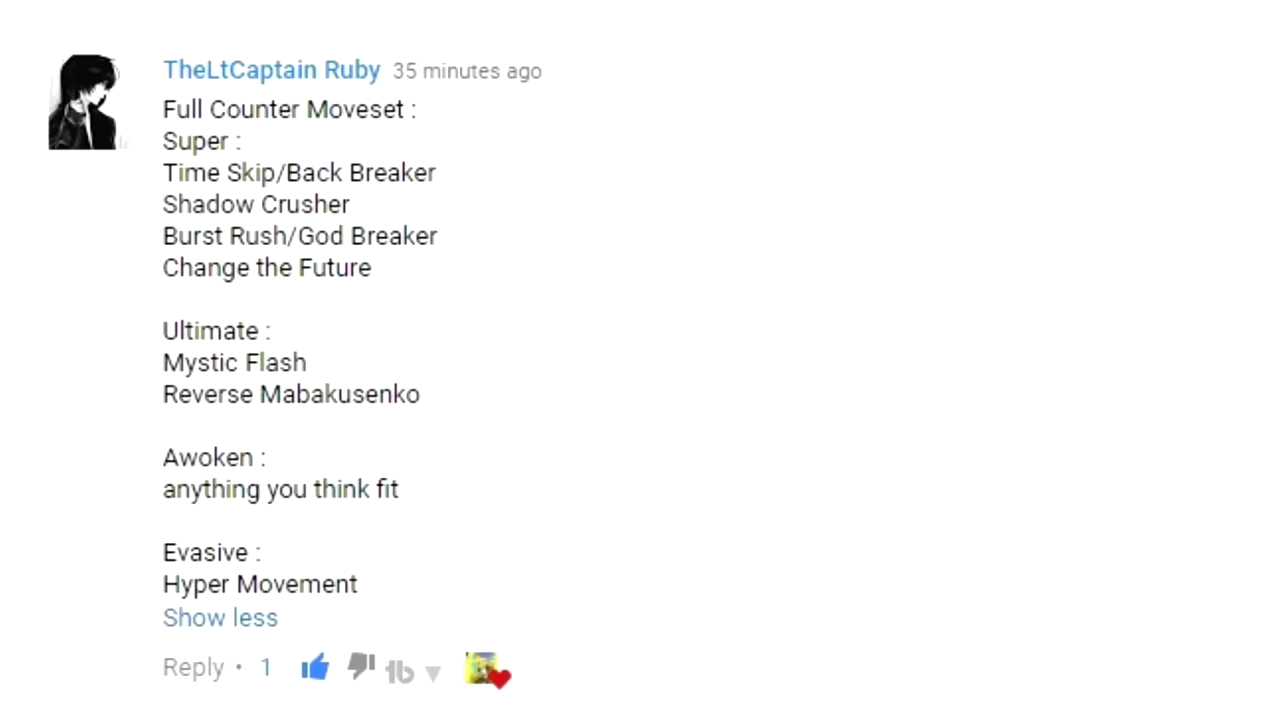 TheLtCaptain Ruby 35 minutes ago
Full Counter Moveset :
Super :
Time Skip/Back Breaker
Shadow Crusher
Burst Rush/God Breaker
Change the Future
Ultimate :
Mystic Flash
Reverse Mabakusenko
Awoken :
anything you think fit
Evasive :
Hyper Movement
Show less
Reply • 1